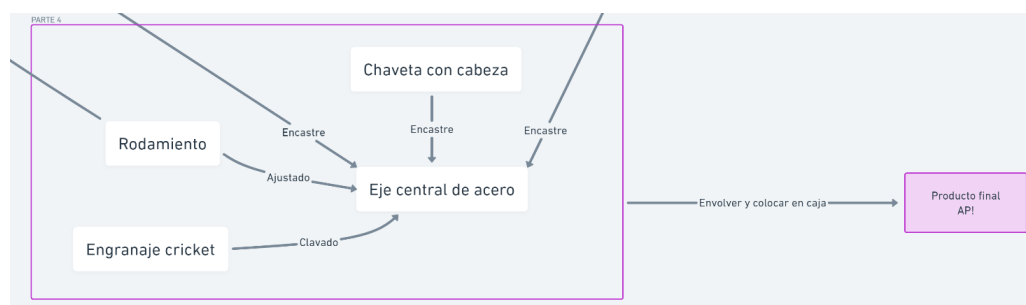 PARTE 4
Chaveta con cabeza
Encastre
Encastre
Encastre
Rodamiento
Ajustado
Eje central de acero
Envolver y colocar en caja
Producto final
AP!
Engranaje cricket
Clavado